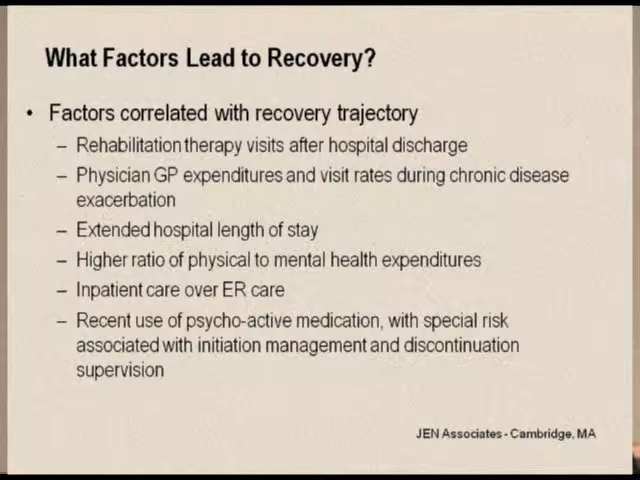 What Factors Lead to Recovery?
• Factors correlated with recovery trajectory
– Rehabilitation therapy visits after hospital discharge
– Physician GP expenditures and visit rates during chronic disease
exacerbation
– Extended hospital length of stay
– Higher ratio of physical to mental health expenditures
– Inpatient care over ER care
– Recent use of psycho-active medication, with special risk
associated with initiation management and discontinuation
supervision
JEN Associates - Cambridge, MA